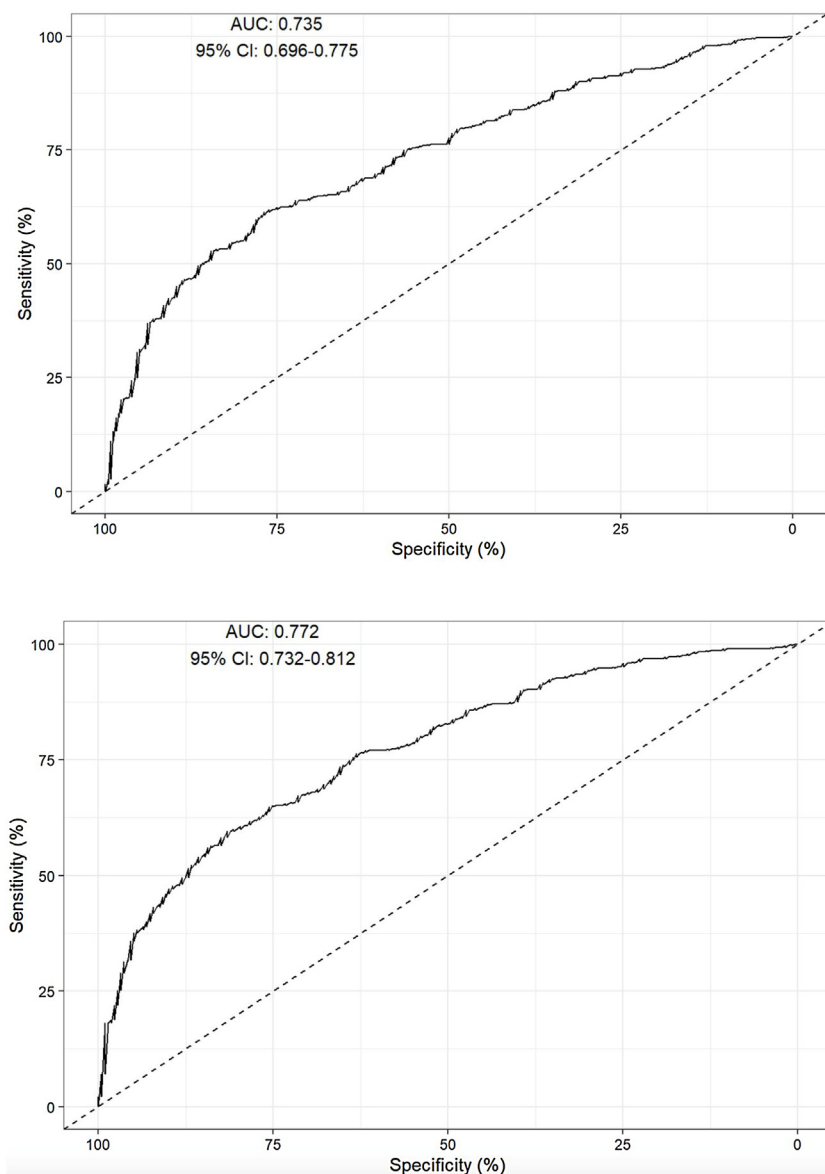 AUC: 0.735
95% CI: 0.696-0.775
100
75
50
25
0
Sensitivity (%)
100 75 50 25 0
Specificity (%)
AUC: 0.772
95% CI: 0.732-0.812
100
75
50
25
0
Sensitivity (%)
100 75 50 25 0
Specificity (%)